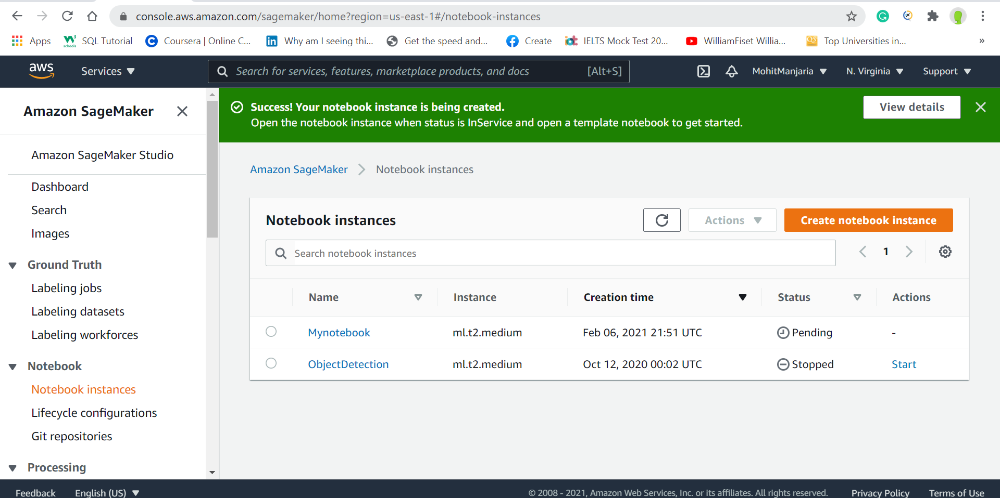 console.aws.amazon.com/sagemaker/home?region=us-east-1#/notebook-instances
Apps
W3 schools SQL Tutorial
Coursera | Online C...
in Why am I seeing thi...
Get the speed and...
Create
IELTS Mock Test 20...
WilliamFiset Willia...
QS Top Universities in...
»
aws
Services
Search for services, features, marketplace products, and docs [Alt+S]
MohitManjaria
N. Virginia
Support
Amazon SageMaker
Amazon SageMaker Studio
Dashboard
Search
Images
Ground Truth
Labeling jobs
Labeling datasets
Labeling workforces
Notebook
Notebook instances
Lifecycle configurations
Git repositories
Processing
Success! Your notebook instance is being created.
Open the notebook instance when status is InService and open a template notebook to get started.
View details
Amazon SageMaker > Notebook instances
Notebook instances
Actions
Create notebook instance
Search notebook instances
1
Name Instance Creation time Status Actions
Mynotebook ml.t2.medium Feb 06, 2021 21:51 UTC Pending -
ObjectDetection ml.t2.medium Oct 12, 2020 00:02 UTC Stopped Start
Feedback English (US) © 2008 - 2021, Amazon Web Services, Inc. or its affiliates. All rights reserved. Privacy Policy Terms of Use